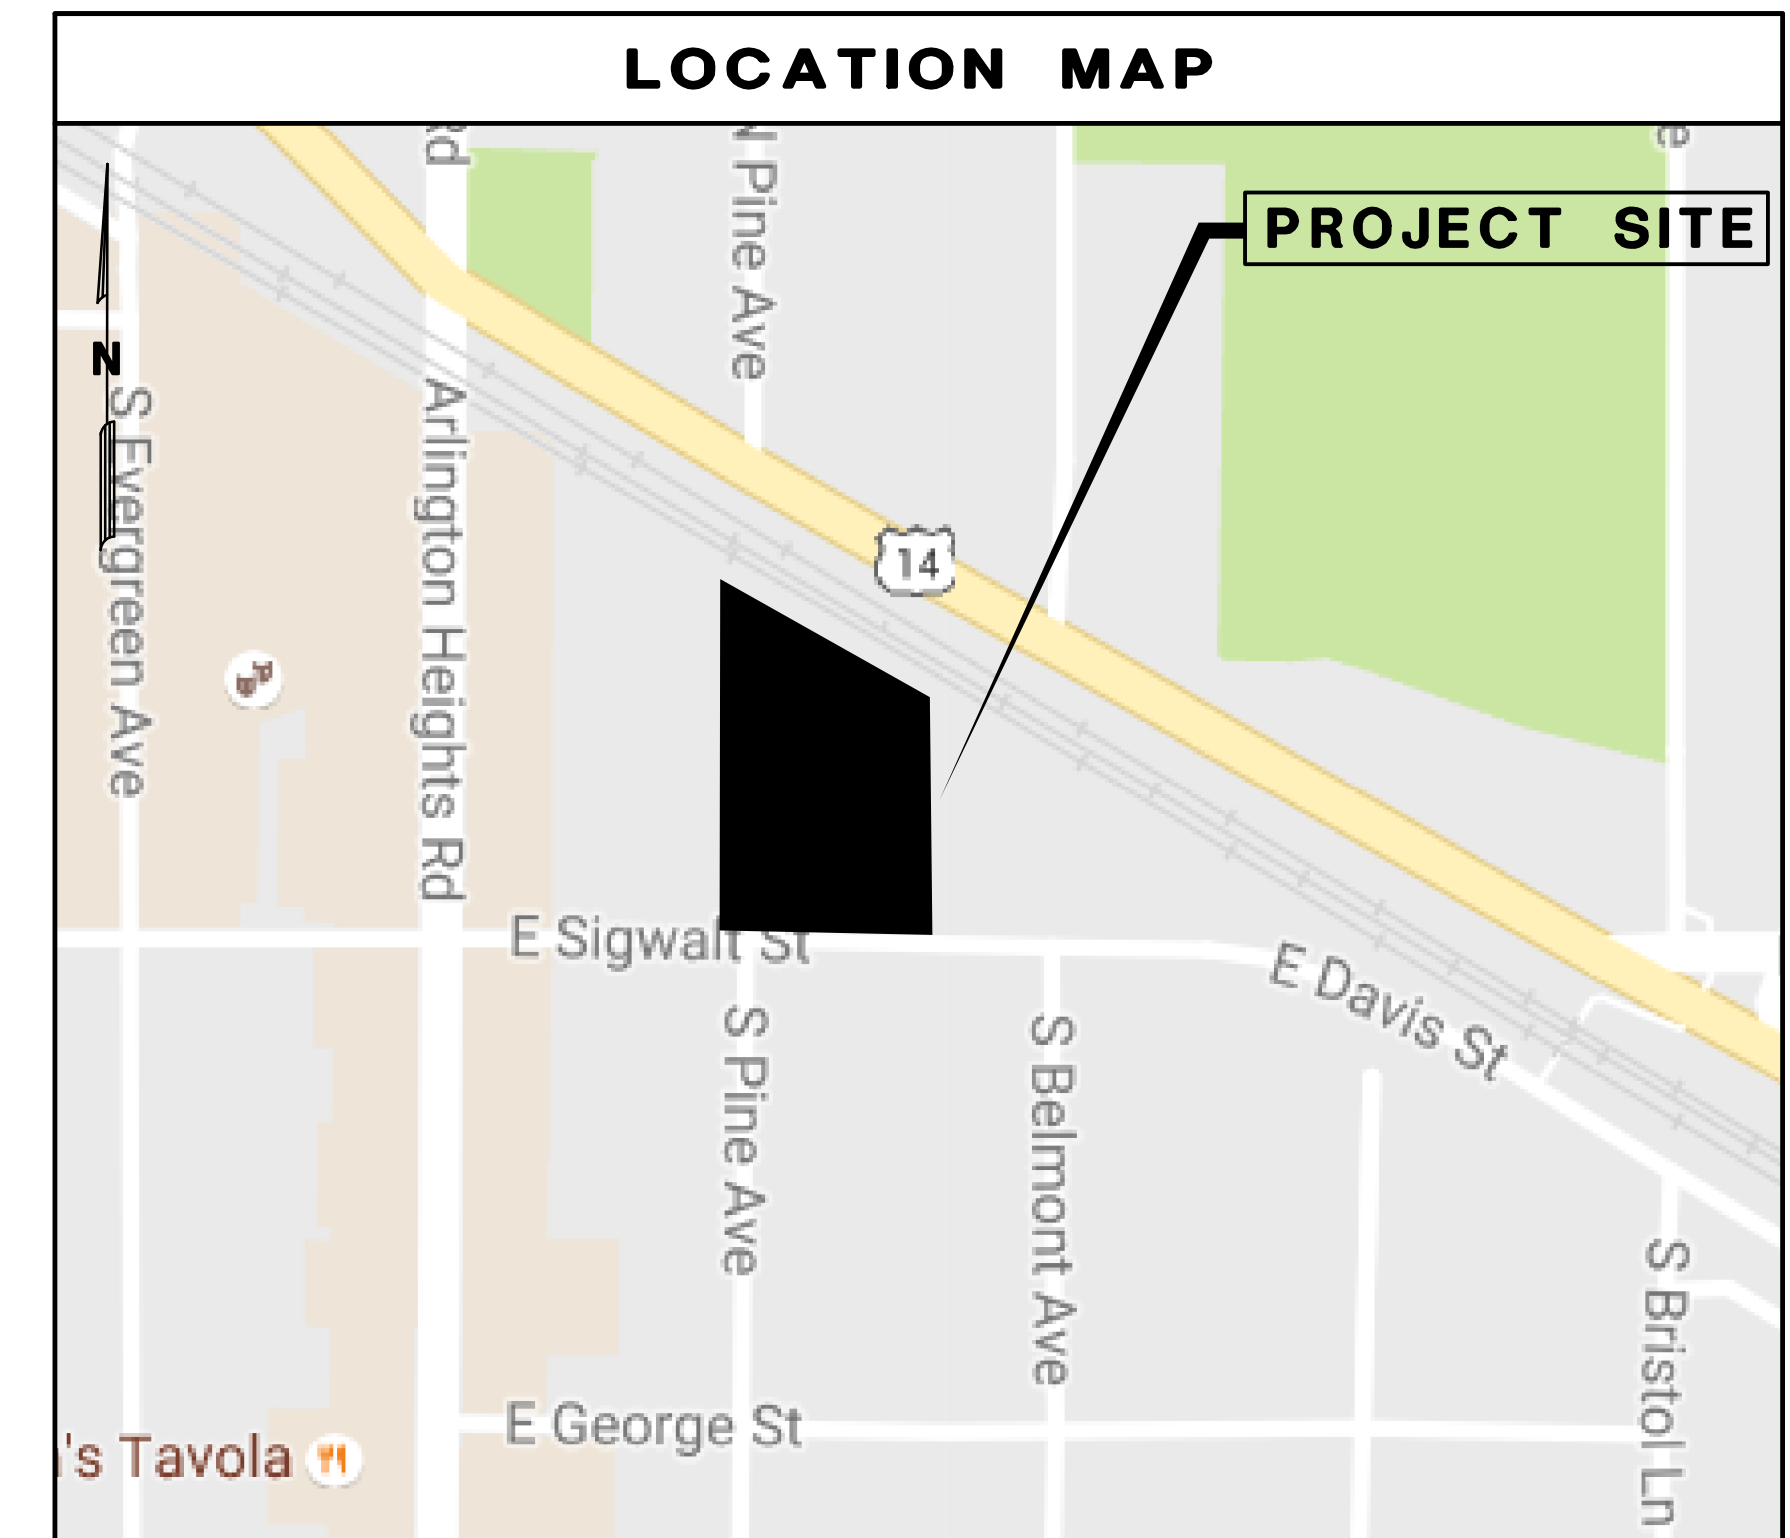 LOCATION MAP
Rd
N Pine Ave
e
PROJECT SITE
N
S Evergreen Ave
Arlington Heights Rd
14
E Sigwalt St
E Davis St
S Pine Ave
S Belmont Ave
S Bristol Ln
E George St
's Tavola